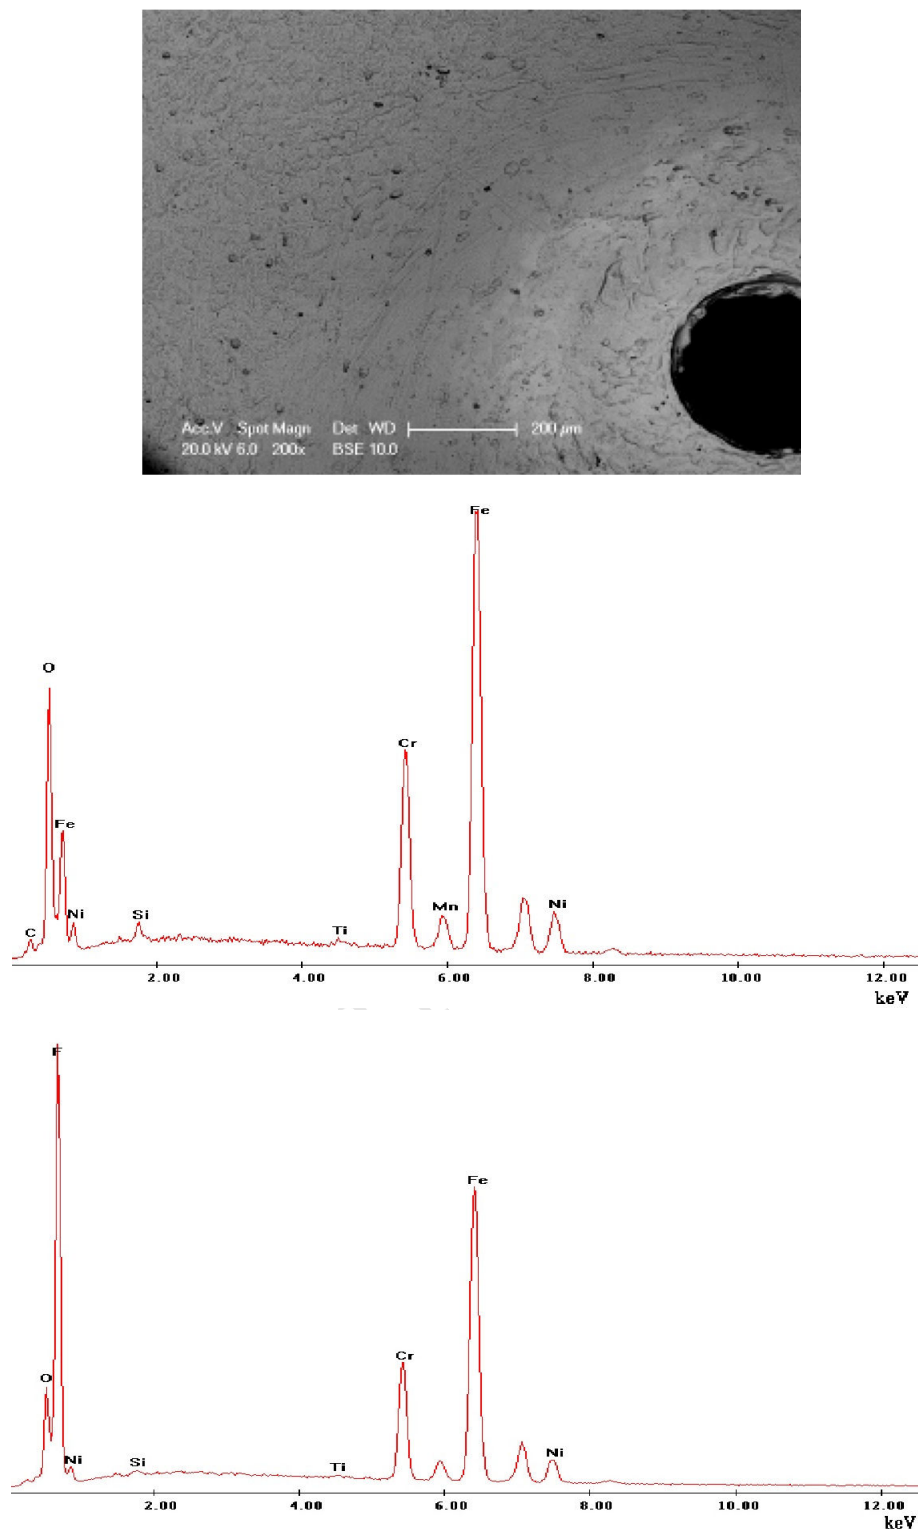 Acc.V Spot Magn Det WD 200 µm
20.0 kV 6.0 200x BSE 10.0
Fe
O
Cr
Fe
Ni
Mn
Ni
Si
Ti
C
2.00 4.00 6.00 8.00 10.00 12.00
keV
F
Fe
O
Cr
Ni
Si
Ti
Ni
2.00 4.00 6.00 8.00 10.00 12.00
keV